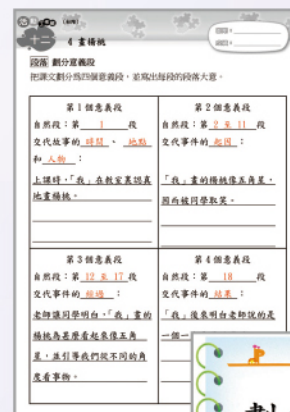 4 畫楊桃
段落 劃分意義段
把課文劃分為四個意義段，並寫出每段的段落大意。
第1個意義段
自然段：第 1 段
交代故事的 時間 、 地點
和 人物 ：
上課時，「我」在教室裏認真
地畫楊桃。
第2個意義段
自然段：第 2 至 11 段
交代事件的 起因 ：
「我」畫的楊桃像五角星，
因而被同學取笑。
第3個意義段
自然段：第 12 至 17 段
交代事件的 經過 ：
老師讓同學明白，「我」畫的
楊桃為甚麼看起來像五角
星，並引導我們從不同的角
度看事物。
第4個意義段
自然段：第 18 段
交代事件的 結果 ：
「我」後來明白老師說的是